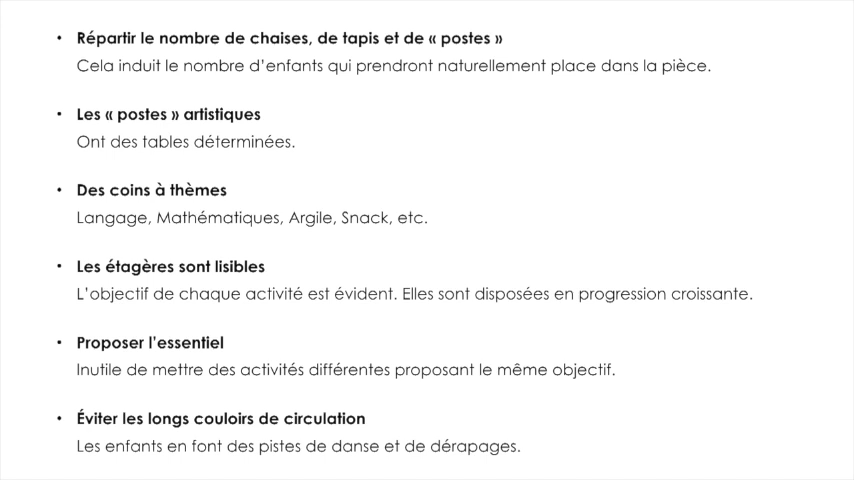 • Répartir le nombre de chaises, de tapis et de « postes »
Cela induit le nombre d'enfants qui prendront naturellement place dans la pièce.
• Les « postes » artistiques
Ont des tables déterminées.
• Des coins à thèmes
Langage, Mathématiques, Argile, Snack, etc.
• Les étagères sont lisibles
L'objectif de chaque activité est évident. Elles sont disposées en progression croissante.
• Proposer l'essentiel
Inutile de mettre des activités différentes proposant le même objectif.
• Éviter les longs couloirs de circulation
Les enfants en font des pistes de danse et de dérapages.